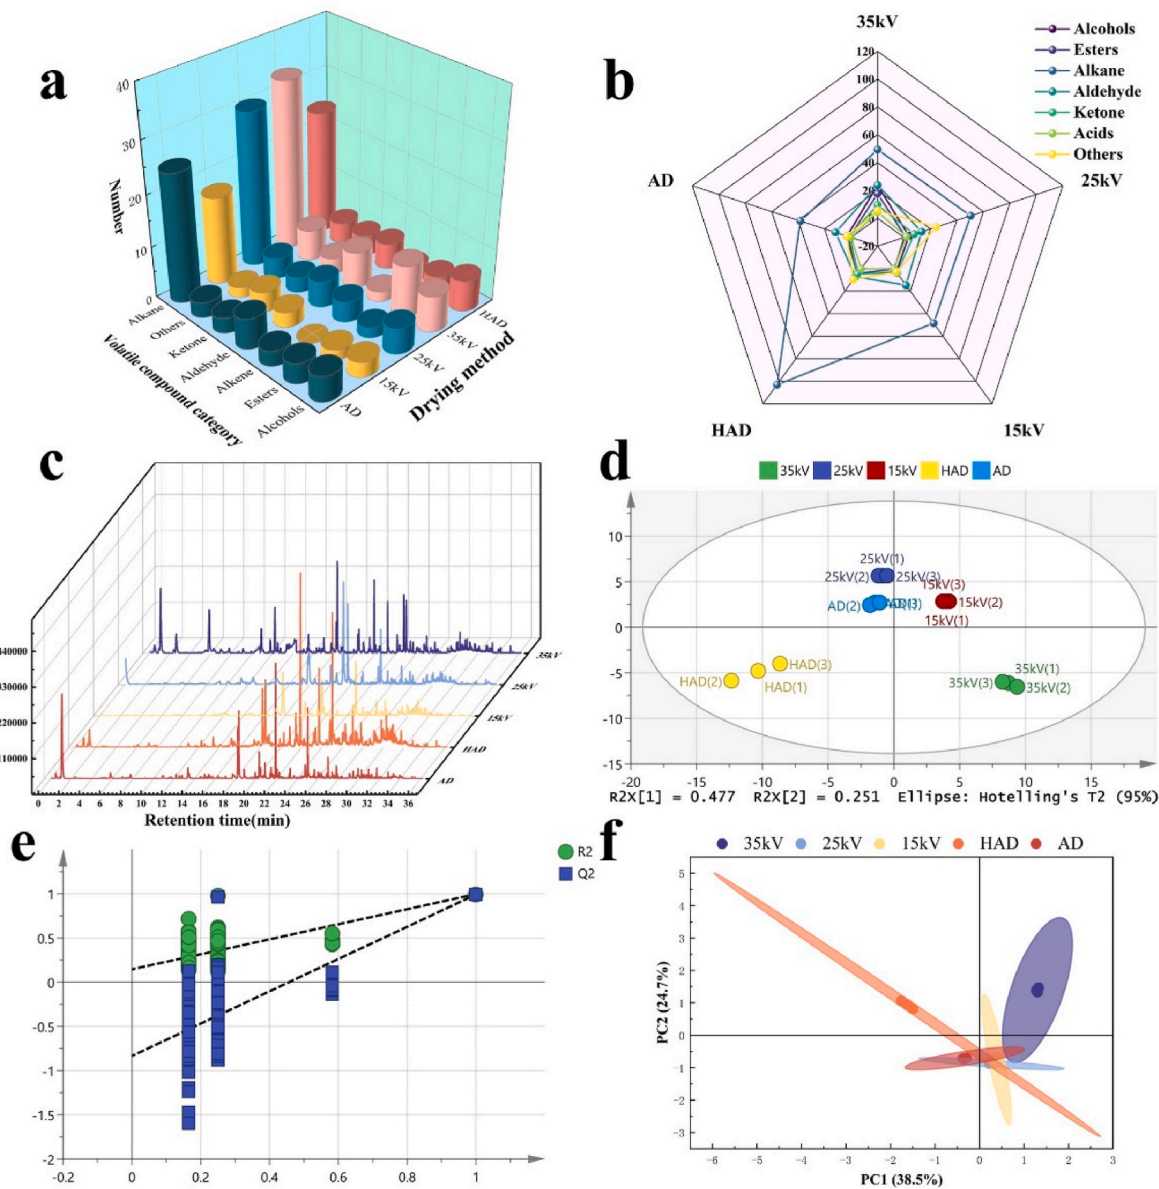 a
40
30
20
10
0
Number
Alkane
Others
Ketone
Aldehyde
Alkene
Esters
Alcohols
Volatile compound category
AD
15kV
25kV
35kV
HAD
Drying method
b
35kV
120
100
80
60
40
20
0
-20
AD
25kV
HAD
15kV
Alcohols
Esters
Alkane
Aldehyde
Ketone
Acids
Others
c
340000
330000
220000
110000
0 2 4 6 8 10 12 14 16 18 20 22 24 26 28 30 32 34 36
Retention time(min)
35kV
25kV
15kV
HAD
AD
d
35kV 25kV 15kV HAD AD
10
5
0
-5
-10
-15
-20 -15 -10 -5 0 5 10 15
25kV(1)
25kV(2) 25kV(3)
15kV(3)
AD(2)
15kV(2)
15kV(1)
HAD(3)
HAD(2)
HAD(1)
35kV(1)
35kV(3)
35kV(2)
R2X[1] = 0.477 R2X[2] = 0.251 Ellipse: Hotelling's T2 (95%)
e
R2
Q2
1
0.5
0
-0.5
-1
-1.5
-2
-0.2 0 0.2 0.4 0.6 0.8 1
f
35kV 25kV 15kV HAD AD
5
4
3
2
1
0
-1
-2
-3
PC2 (24.7%)
-6 -5 -4 -3 -2 -1 0 1 2 3
PC1 (38.5%)